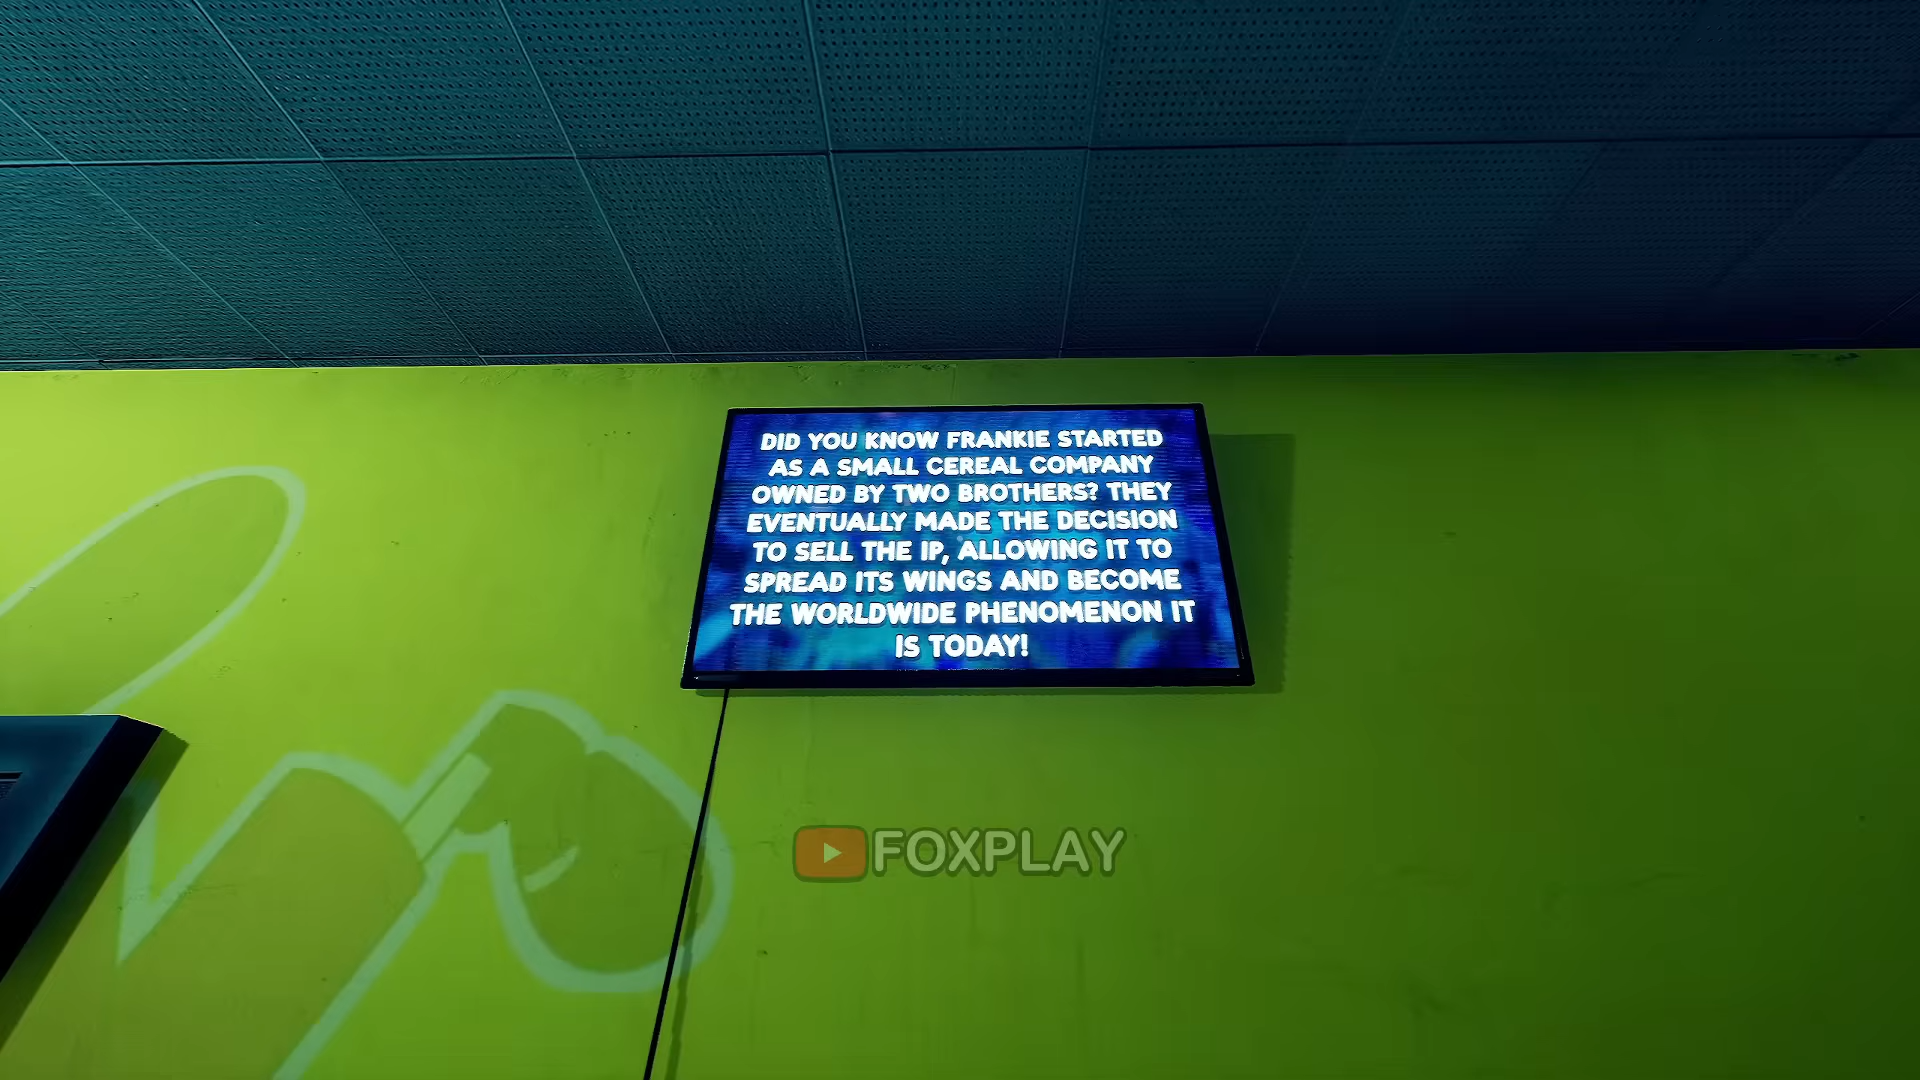 DID YOU KNOW FRANKIE STARTED
AS A SMALL CEREAL COMPANY
OWNED BY TWO BROTHERS? THEY
EVENTUALLY MADE THE DECISION
TO SELL THE IP, ALLOWING IT TO
SPREAD ITS WINGS AND BECOME
THE WORLDWIDE PHENOMENON IT
IS TODAY!
FOXPLAY